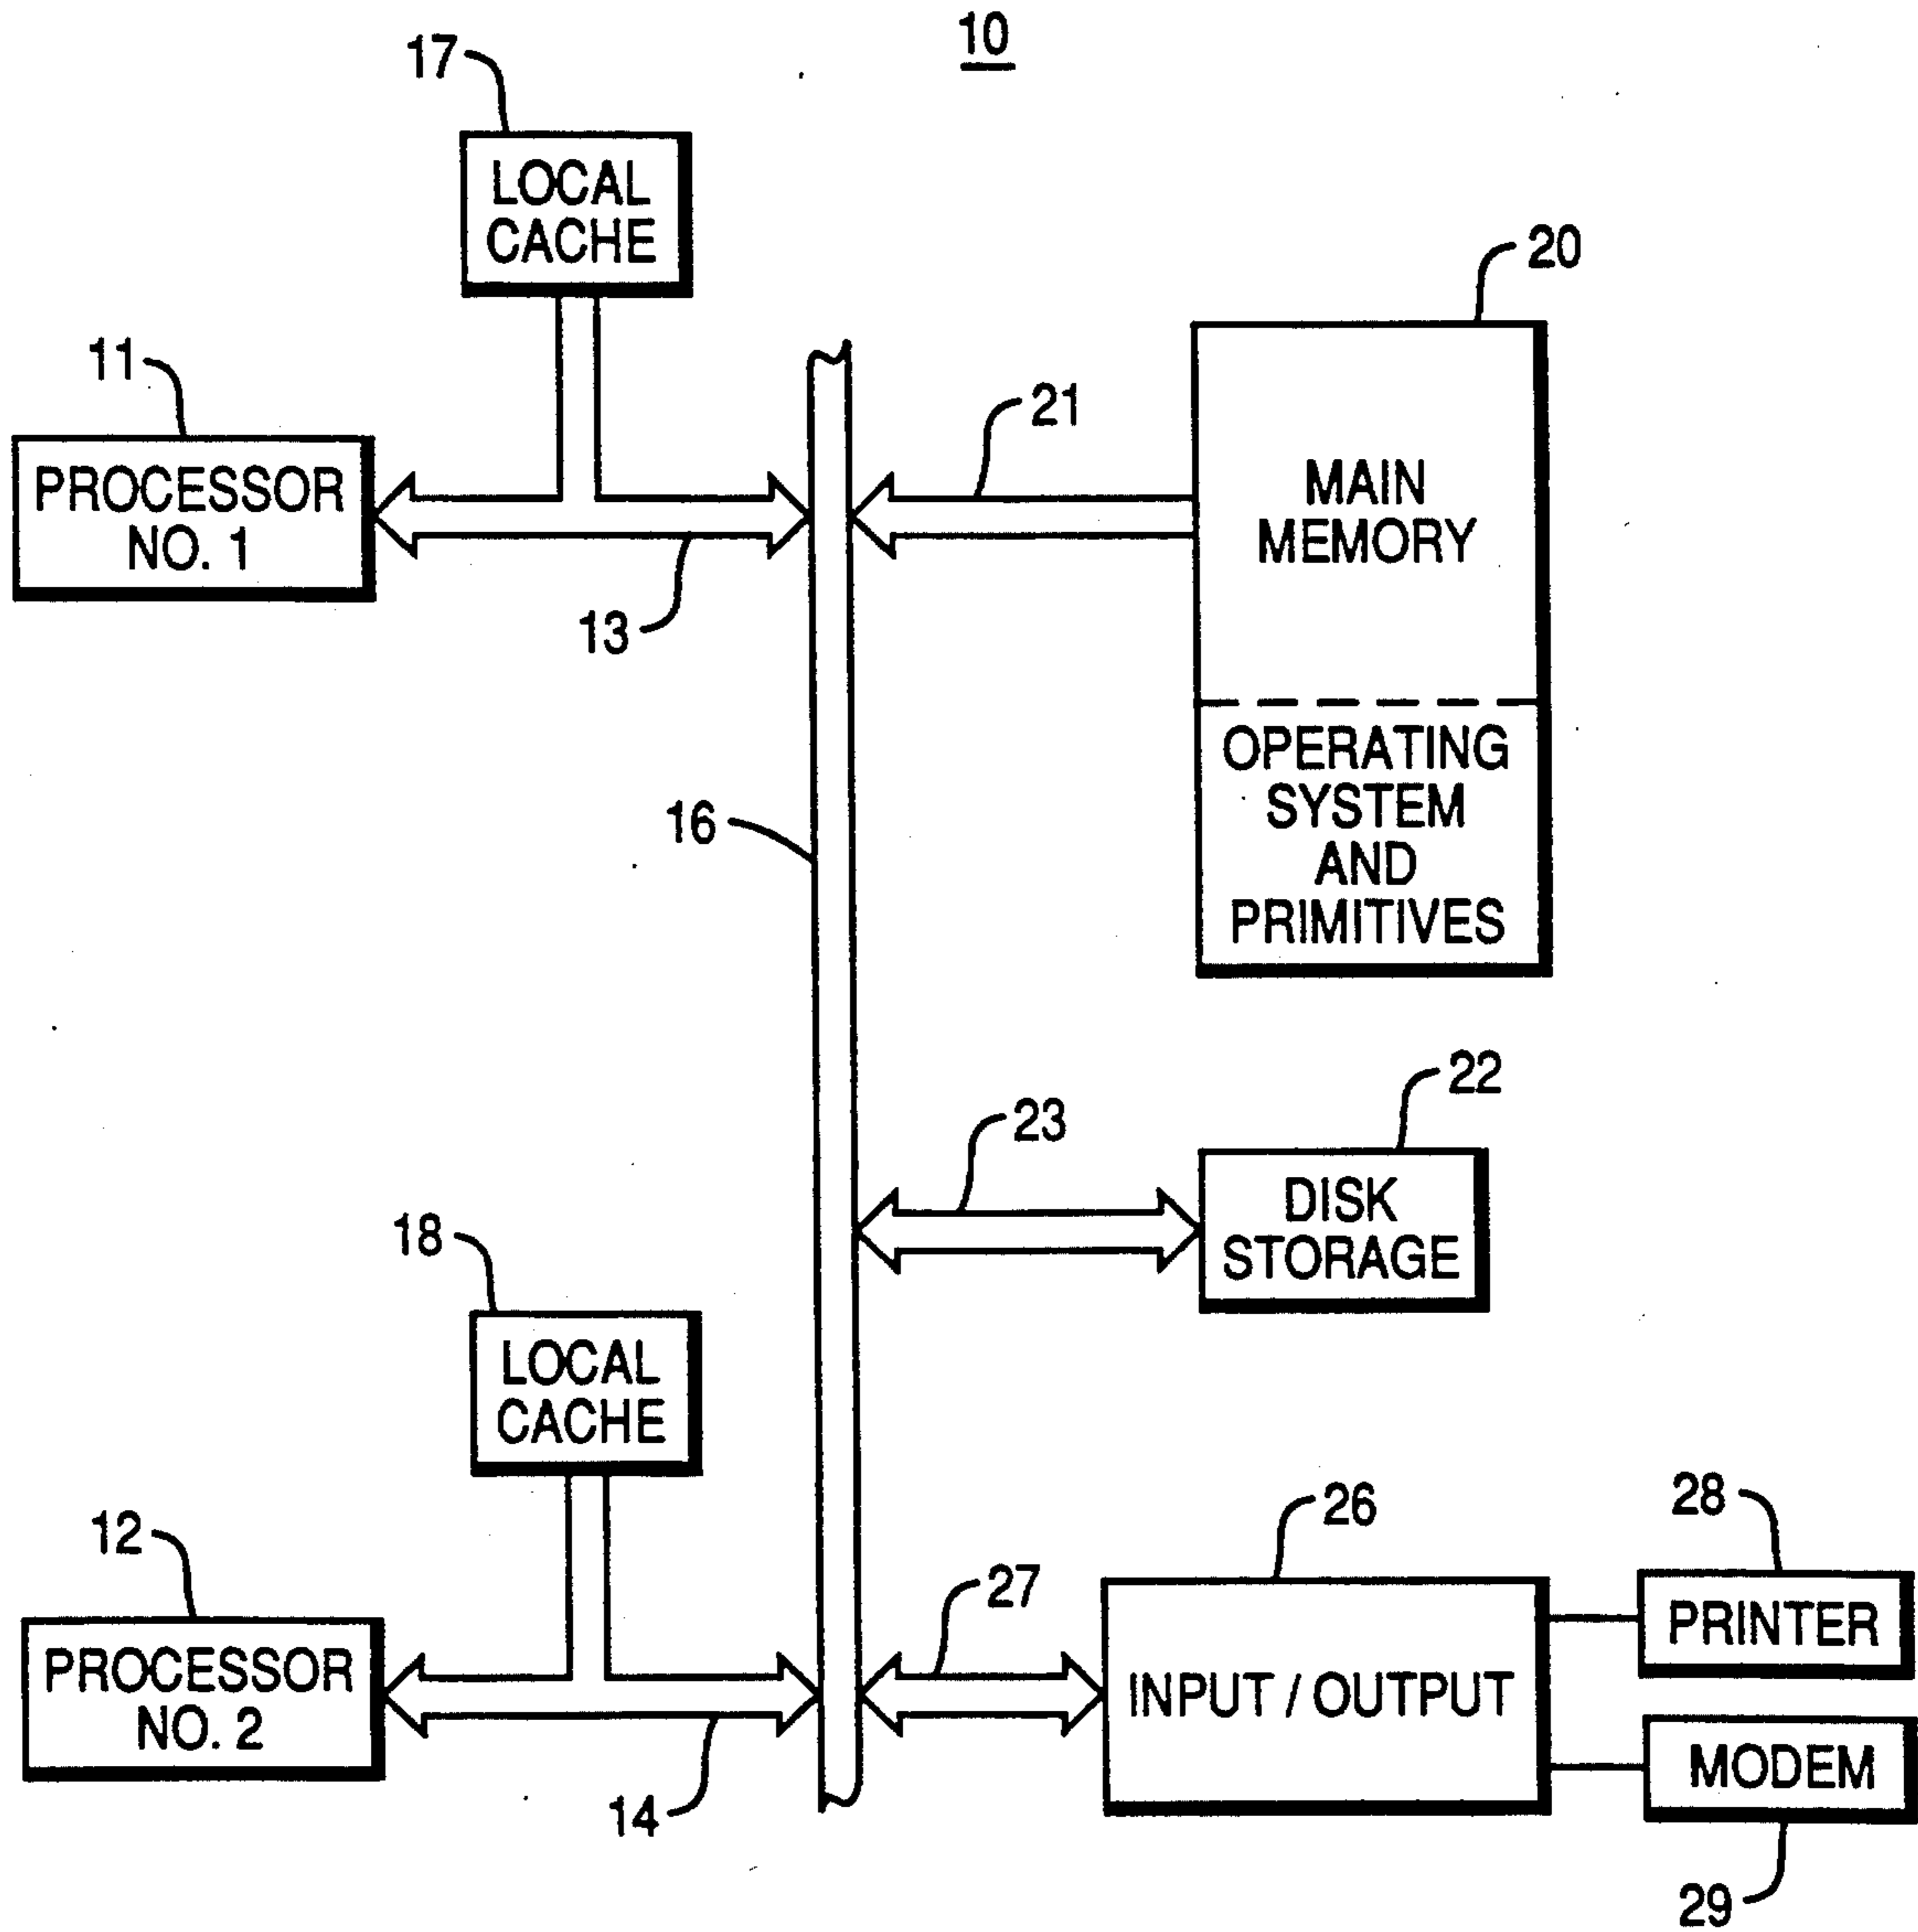 10
17
LOCAL
CACHE
20
11
21
PROCESSOR
NO. 1
MAIN
MEMORY
13
OPERATING
SYSTEM
AND
PRIMITIVES
16
22
23
DISK
STORAGE
18
LOCAL
CACHE
12
26
28
27
PROCESSOR
NO. 2
INPUT / OUTPUT
PRINTER
MODEM
14
29